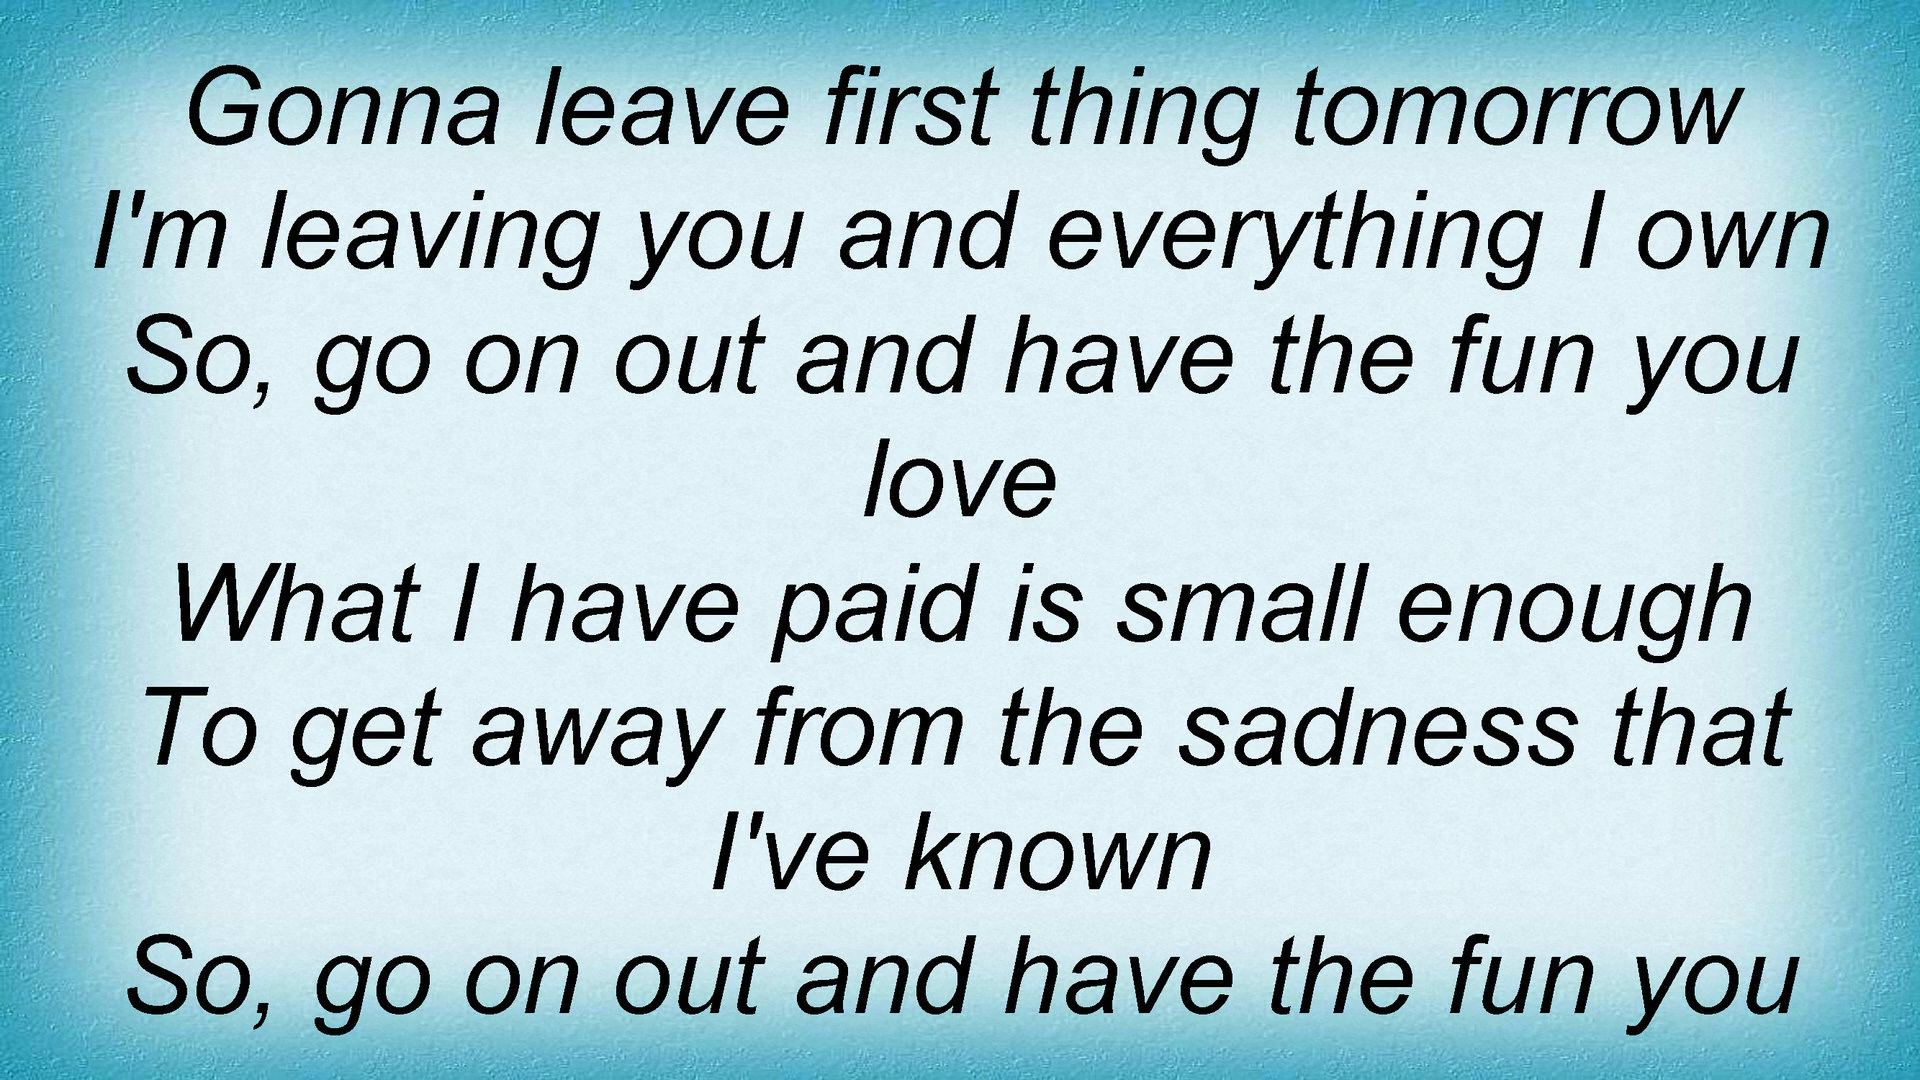 Gonna leave first thing tomorrow
I'm leaving you and everything I own
So, go on out and have the fun you
love
What I have paid is small enough
To get away from the sadness that
I've known
So, go on out and have the fun you